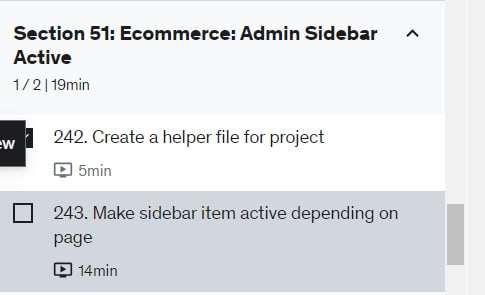 Section 51: Ecommerce: Admin Sidebar
Active
1 / 2 | 19min
ew
242. Create a helper file for project
5min
243. Make sidebar item active depending on
page
14min